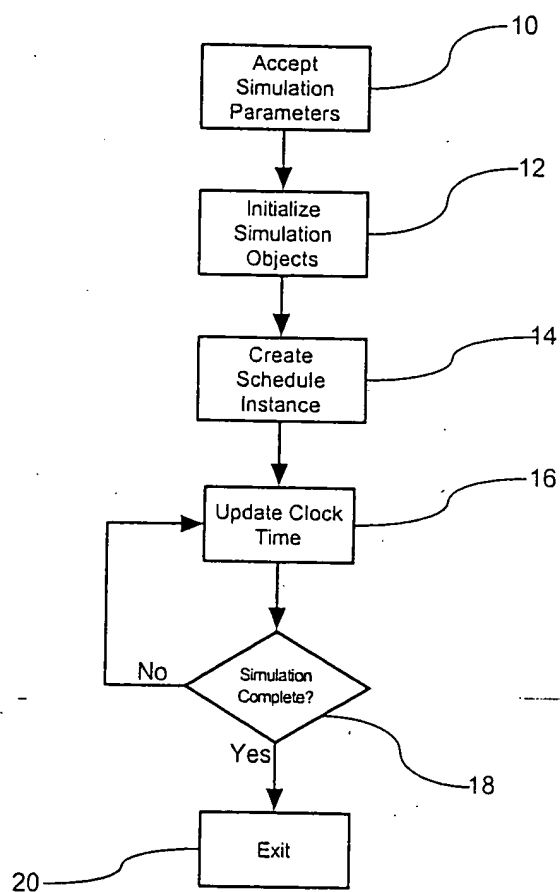 10
Accept
Simulation
Parameters
12
Initialize
Simulation
Objects
14
Create
Schedule
Instance
16
Update Clock
Time
No
Simulation
Complete?
Yes
18
Exit
20